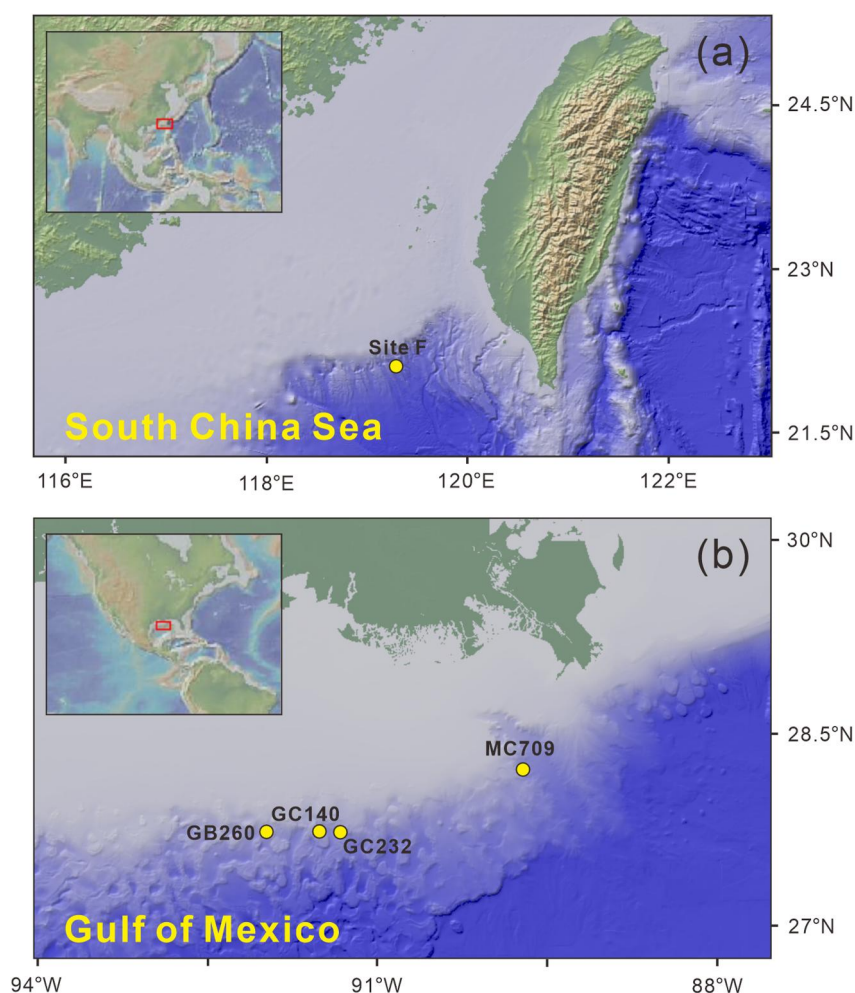 (a)
24.5°N
23°N
Site F
South China Sea
21.5°N
116°E
118°E
120°E
122°E
30°N
(b)
28.5°N
MC709
GC140
GB260
GC232
Gulf of Mexico
27°N
94°W
91°W
88°W